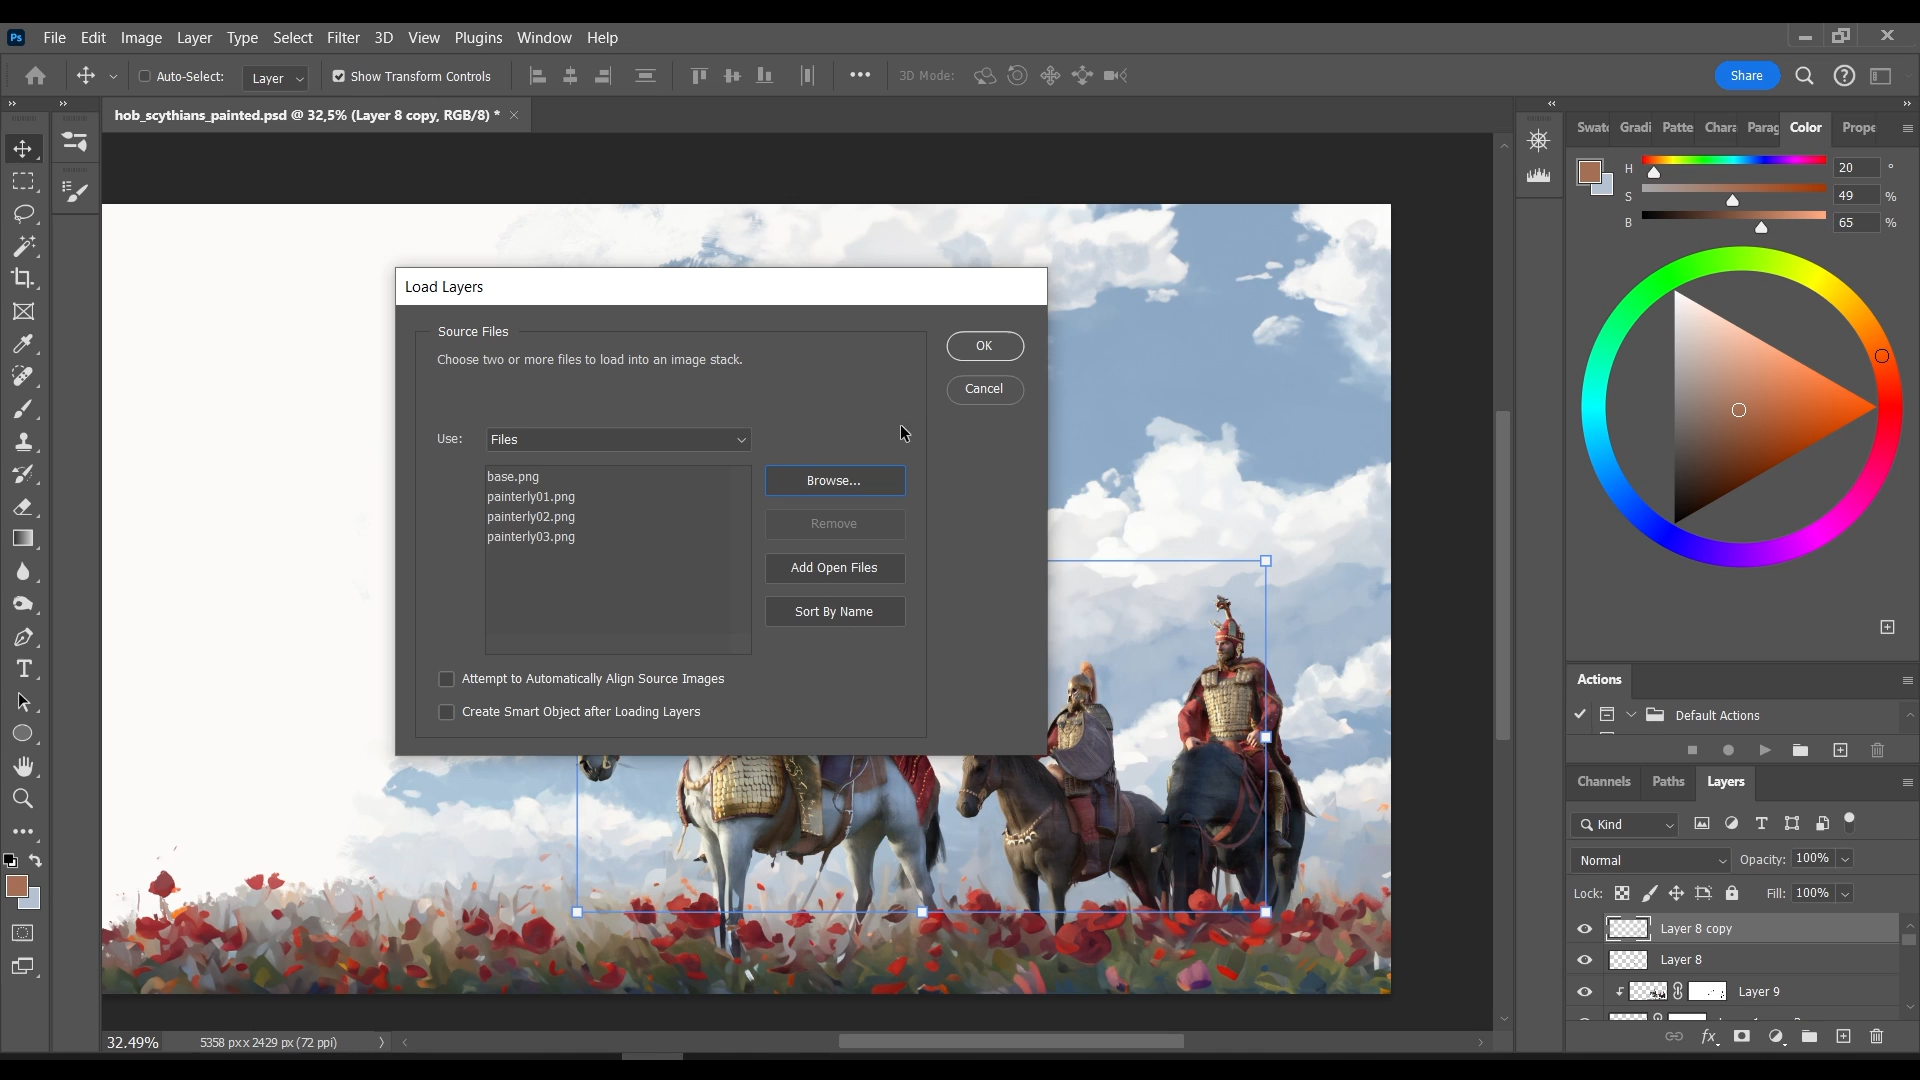 Ps File Edit Image Layer Type Select Filter 3D View Plugins Window Help
Auto-Select: Layer Show Transform Controls 3D Mode: Share
hob_scythians_painted.psd @ 32,5% (Layer 8 copy, RGB/8) *
Swatc Gradi Patte Chara Parag Color Prope
H 20 °
S 49 %
B 65 %
Load Layers
Source Files
Choose two or more files to load into an image stack.
OK
Cancel
Use: Files
base.png
painterly01.png
painterly02.png
painterly03.png
Browse...
Remove
Add Open Files
Sort By Name
Attempt to Automatically Align Source Images
Create Smart Object after Loading Layers
Actions
Default Actions
Channels Paths Layers
Kind
Normal Opacity: 100%
Lock: Fill: 100%
Layer 8 copy
Layer 8
Layer 9
fx
32.49% 5358 px x 2429 px (72 ppi)